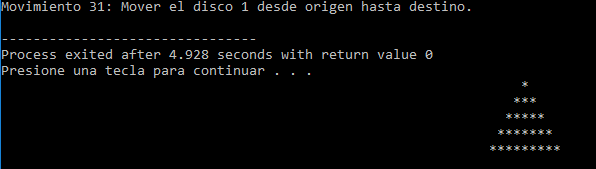 Movimiento 31: Mover el disco 1 desde origen hasta destino.
--------------------------------
Process exited after 4.928 seconds with return value 0
Presione una tecla para continuar . . .
*
***
*****
*******
*********